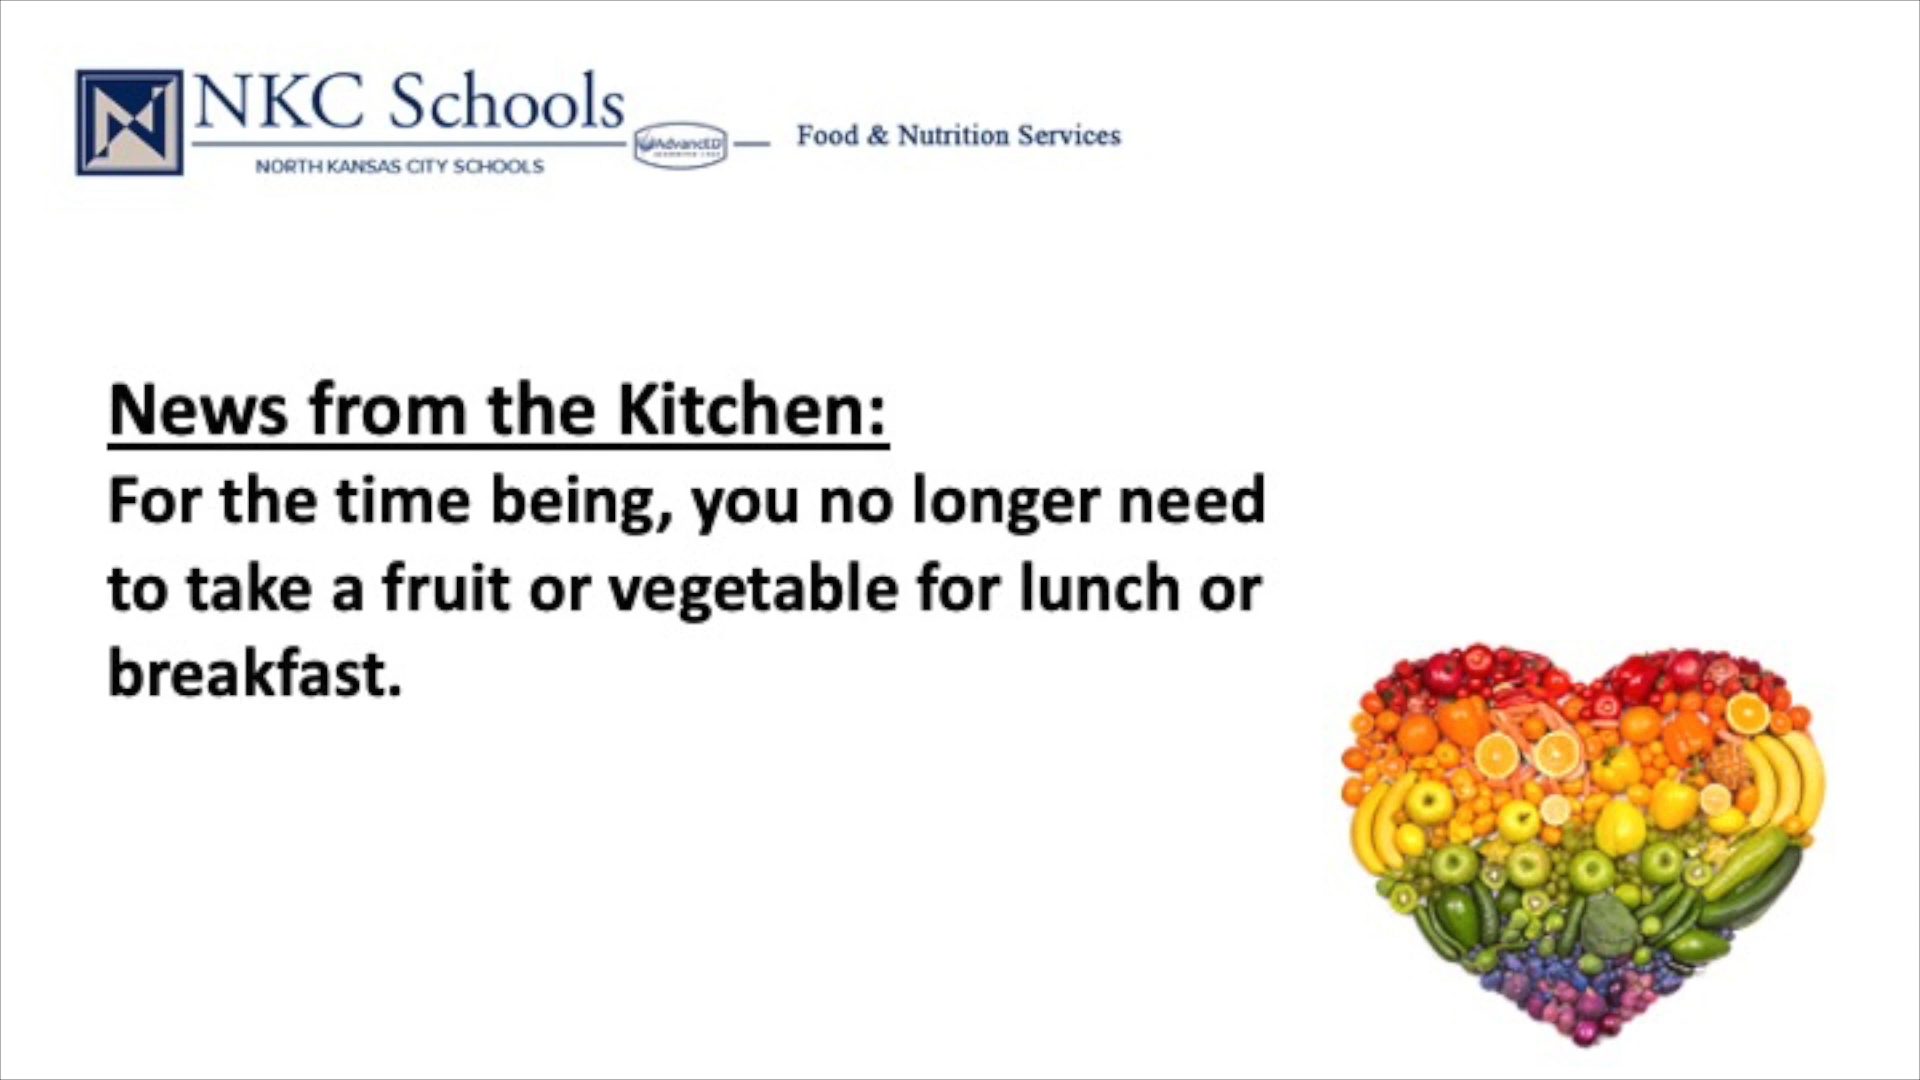 NKC Schools
NORTH KANSAS CITY SCHOOLS
AdvancED
Food & Nutrition Services
News from the Kitchen:
For the time being, you no longer need
to take a fruit or vegetable for lunch or
breakfast.